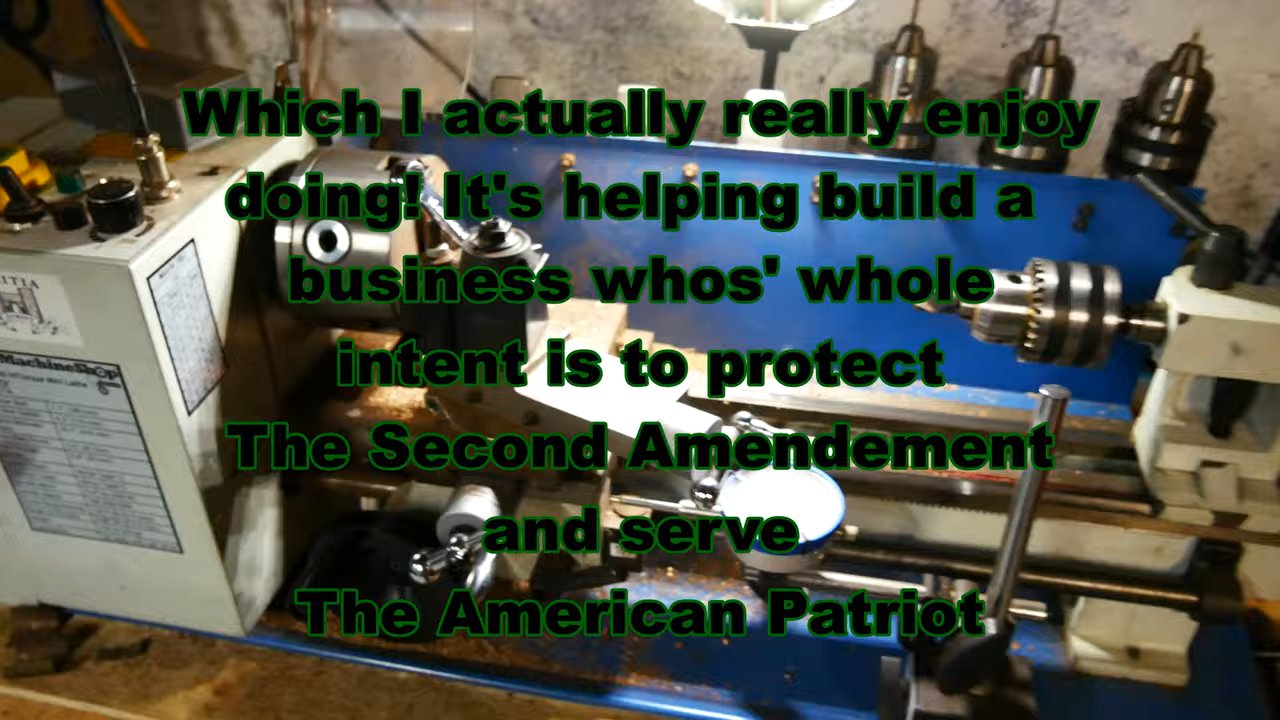 Which I actually really enjoy
doing! It's helping build a
business whos' whole
intent is to protect
The Second Amendement
and serve
The American Patriot
MachineShop